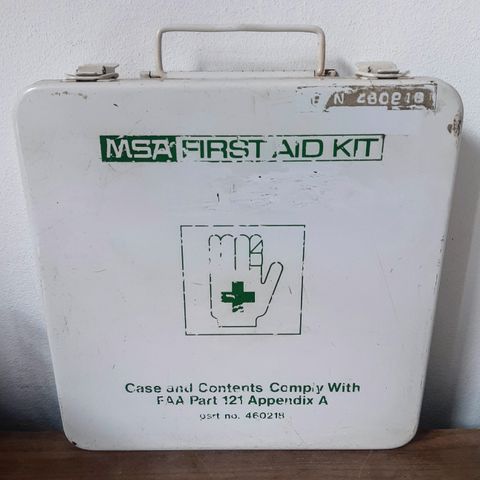 N 460218
MSA FIRST AID KIT
Case and Contents Comply With
FAA Part 121 Appendix A
part no. 460218